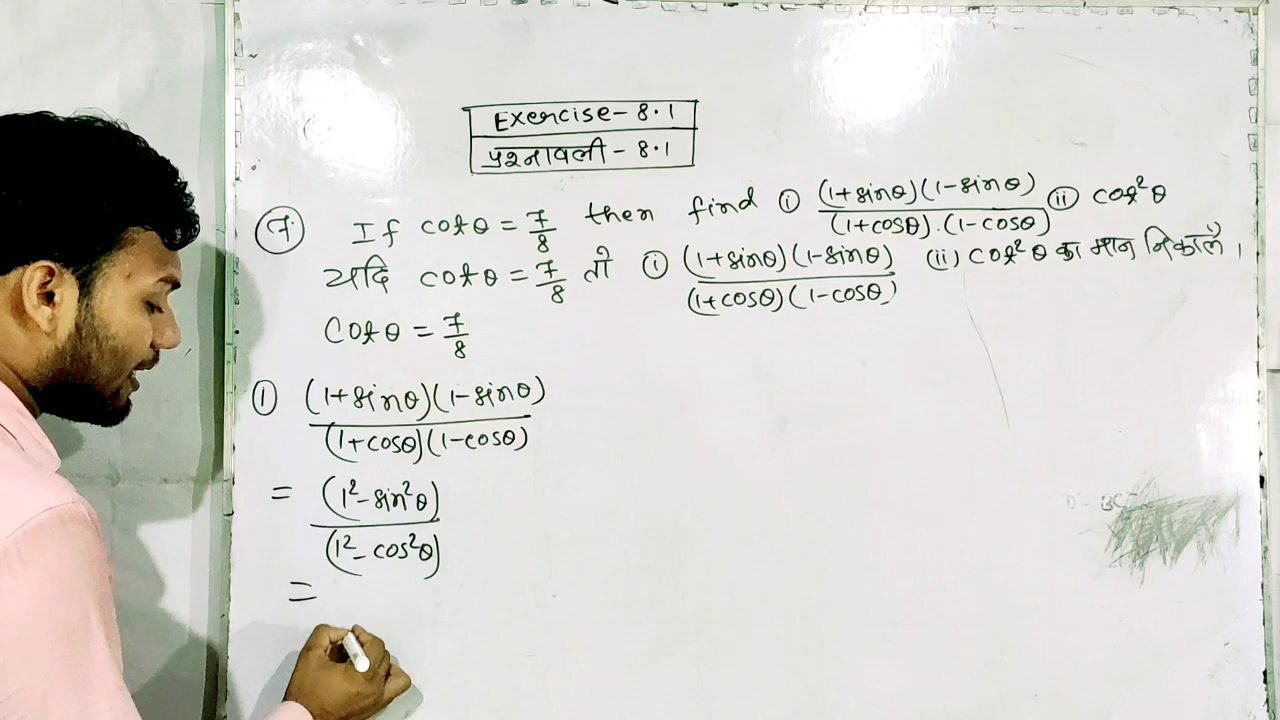 Exercise- 8.1
प्रश्नावली - 8.1
7. If cotθ = 7/8 then find (i) (1+sinθ)(1-sinθ)/(1+cosθ).(1-cosθ) (ii) cot²θ
यदि cotθ = 7/8 तो (i) (1+sinθ)(1-sinθ)/(1+cosθ)(1-cosθ) (ii) cot²θ का मान निकालें ।
Cotθ = 7/8
(i) (1+sinθ)(1-sinθ)/(1+cosθ)(1-cosθ)
= (1²-sin²θ)/(1²-cos²θ)
=